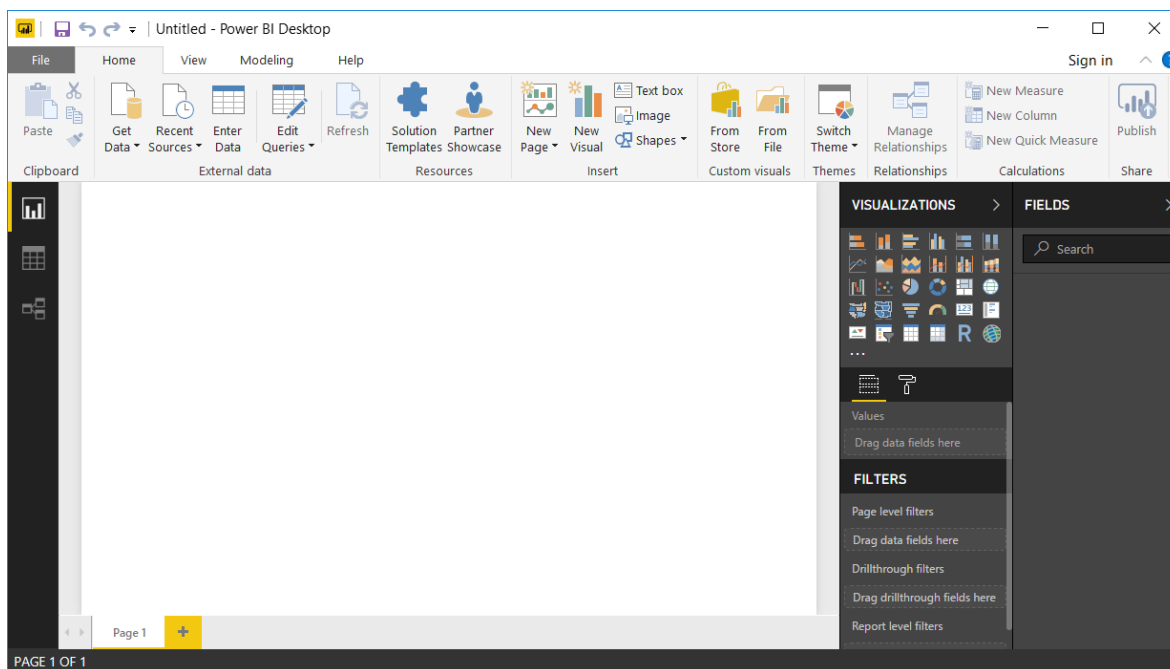 Untitled - Power BI Desktop
File Home View Modeling Help Sign in
Paste
Get Data
Recent Sources
Enter Data
Edit Queries
Refresh
Solution Templates
Partner Showcase
New Page
New Visual
Text box
Image
Shapes
From Store
From File
Switch Theme
Manage Relationships
New Measure
New Column
New Quick Measure
Publish
Clipboard External data Resources Insert Custom visuals Themes Relationships Calculations Share
VISUALIZATIONS
FIELDS
Search
123
R
Values
Drag data fields here
FILTERS
Page level filters
Drag data fields here
Drillthrough filters
Drag drillthrough fields here
Report level filters
Page 1
PAGE 1 OF 1